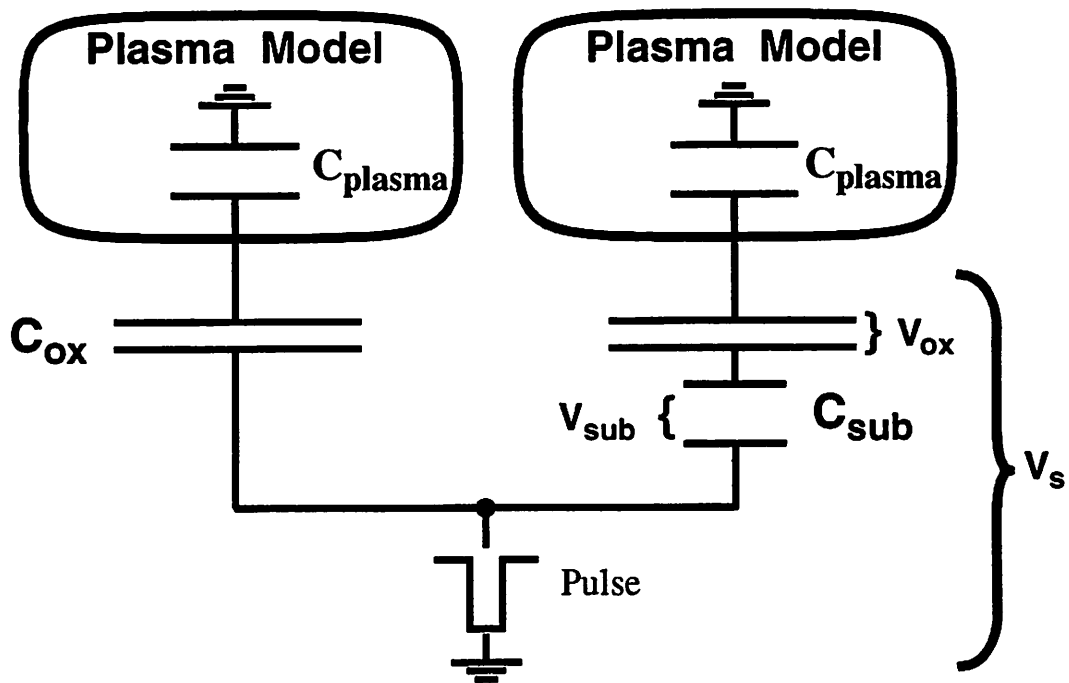 Plasma Model
Plasma Model
C_plasma
C_plasma
C_ox
} V_ox
V_sub {
C_sub
V_s
Pulse